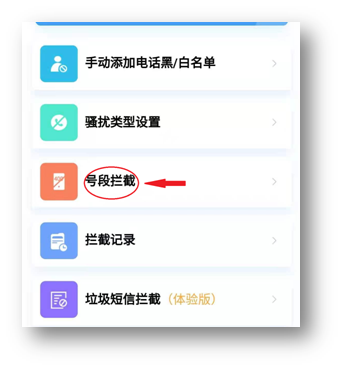 手动添加电话黑/白名单
骚扰类型设置
号段拦截
拦截记录
垃圾短信拦截（体验版）